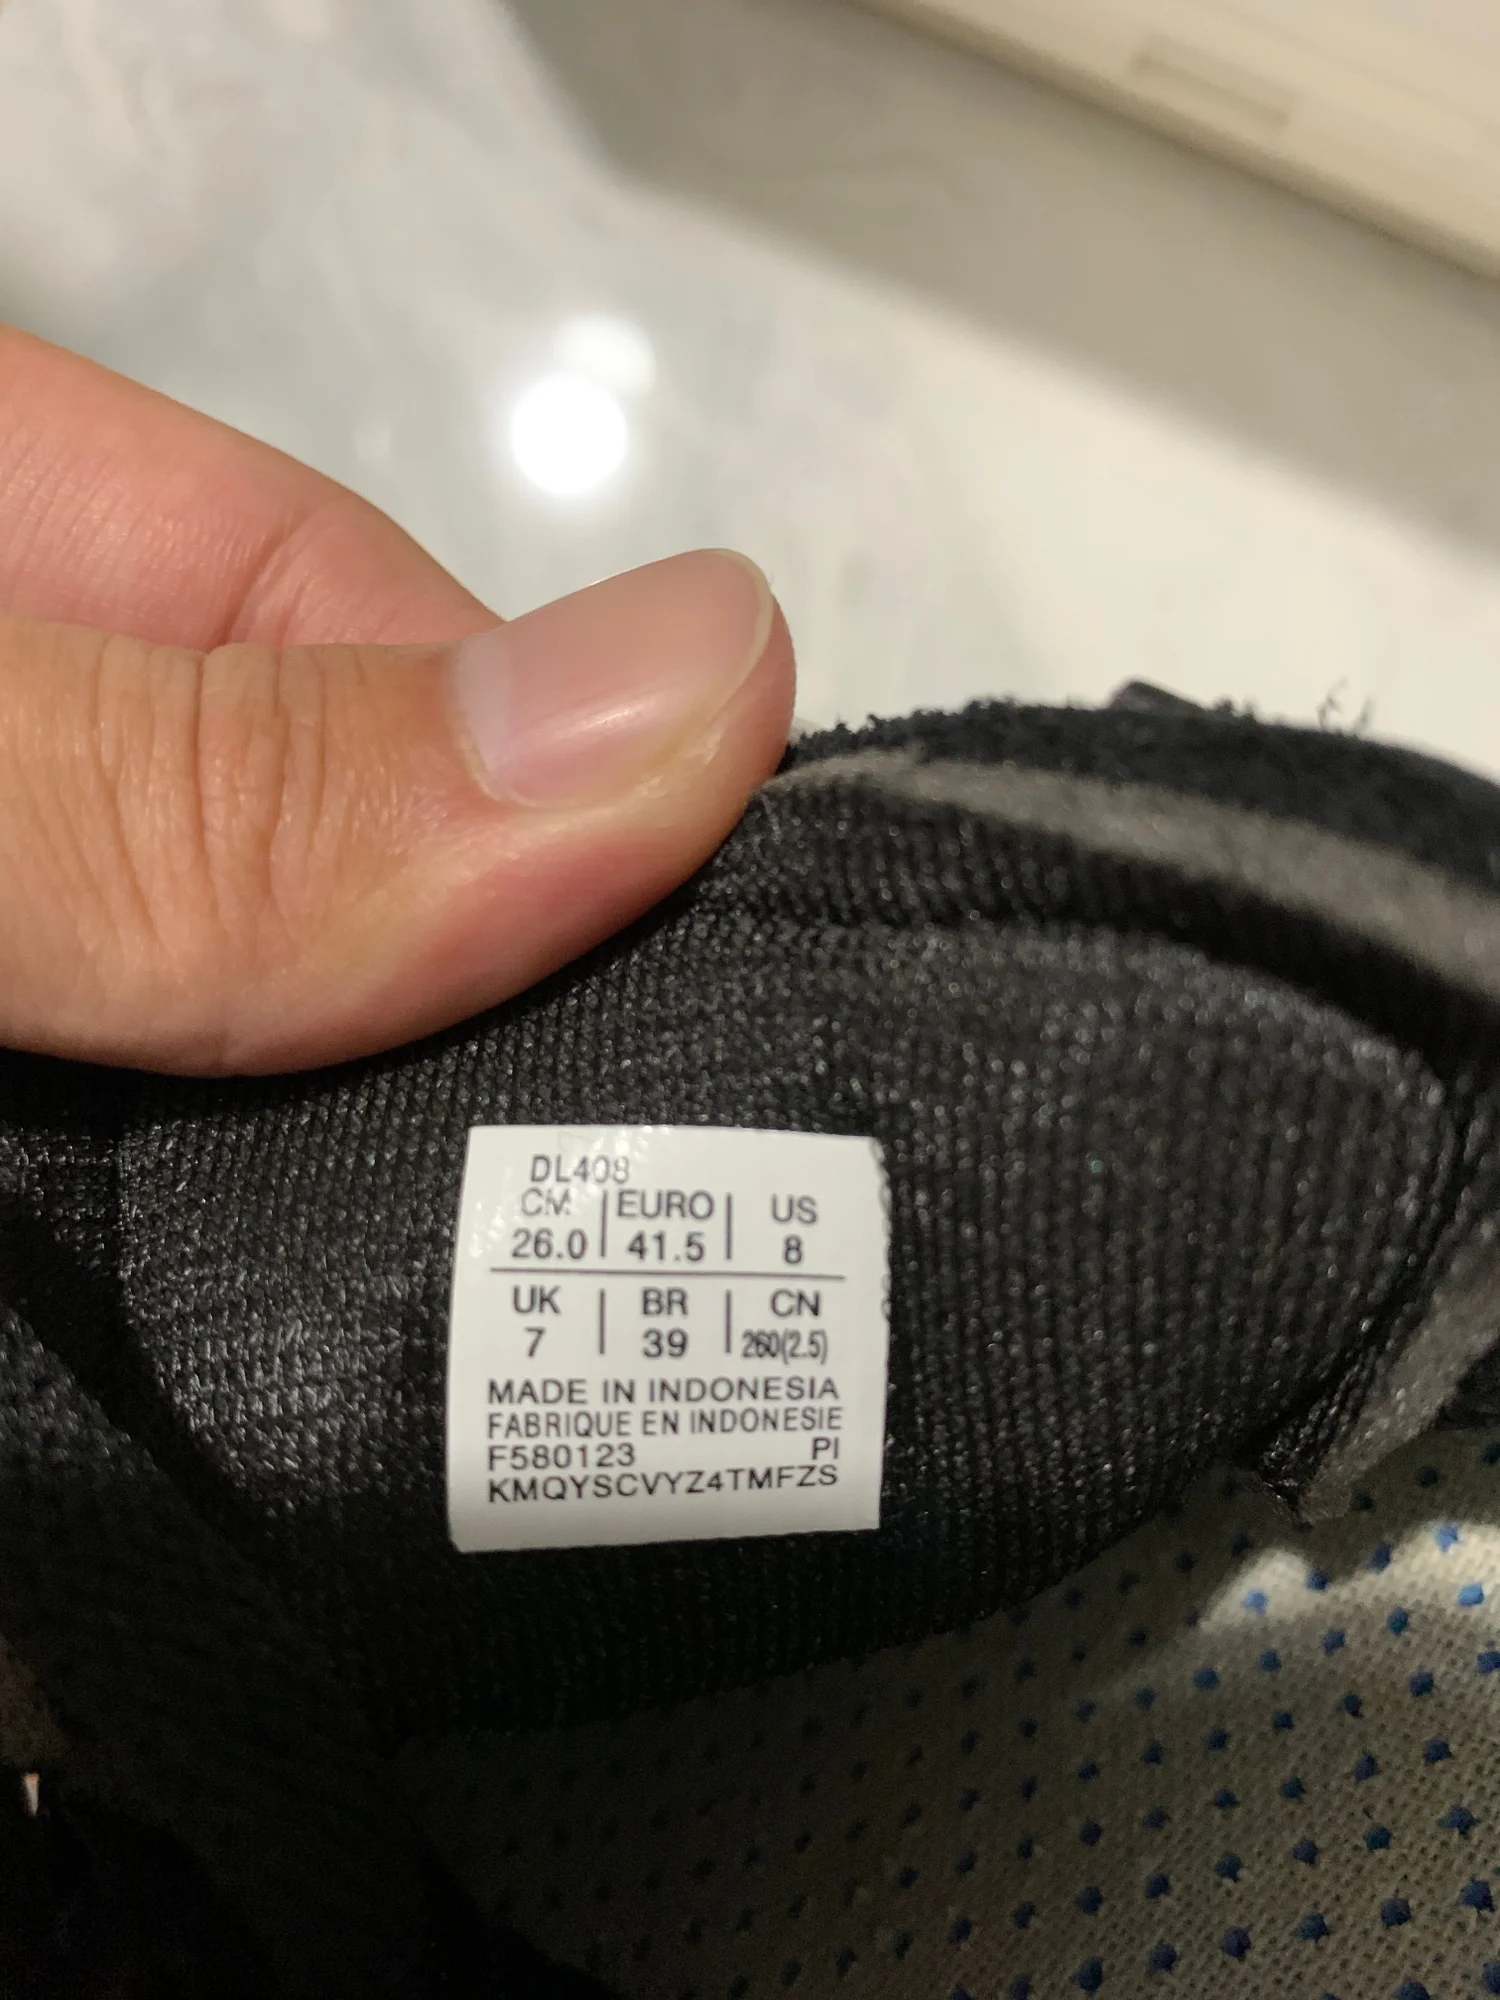 DL408
CM | EURO | US
26.0 | 41.5 | 8
UK | BR | CN
7 | 39 | 260(2.5)
MADE IN INDONESIA
FABRIQUE EN INDONESIE
F580123 PI
KMQYSCVYZ4TMFZS